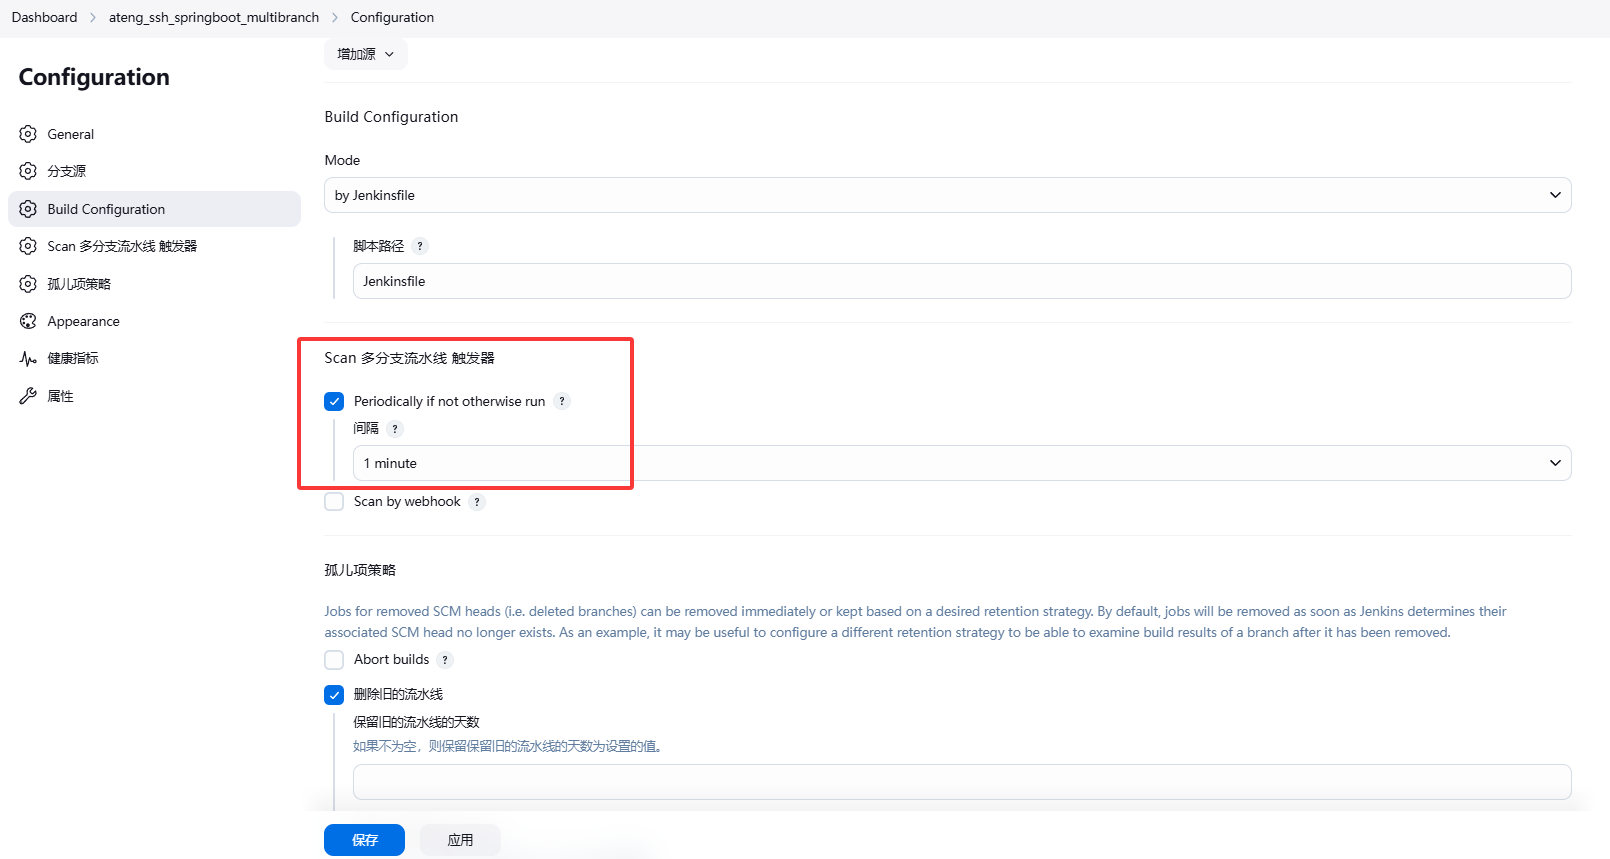 Dashboard > ateng_ssh_springboot_multibranch > Configuration
Configuration
General
分支源
Build Configuration
Scan 多分支流水线 触发器
孤儿项策略
Appearance
健康指标
属性
增加源
Build Configuration
Mode
by Jenkinsfile
脚本路径 ?
Jenkinsfile
Scan 多分支流水线 触发器
Periodically if not otherwise run ?
间隔 ?
1 minute
Scan by webhook ?
孤儿项策略
Jobs for removed SCM heads (i.e. deleted branches) can be removed immediately or kept based on a desired retention strategy. By default, jobs will be removed as soon as Jenkins determines their
associated SCM head no longer exists. As an example, it may be useful to configure a different retention strategy to be able to examine build results of a branch after it has been removed.
Abort builds ?
删除旧的流水线
保留旧的流水线的天数
如果不为空，则保留保留旧的流水线的天数为设置的值。
保存 应用